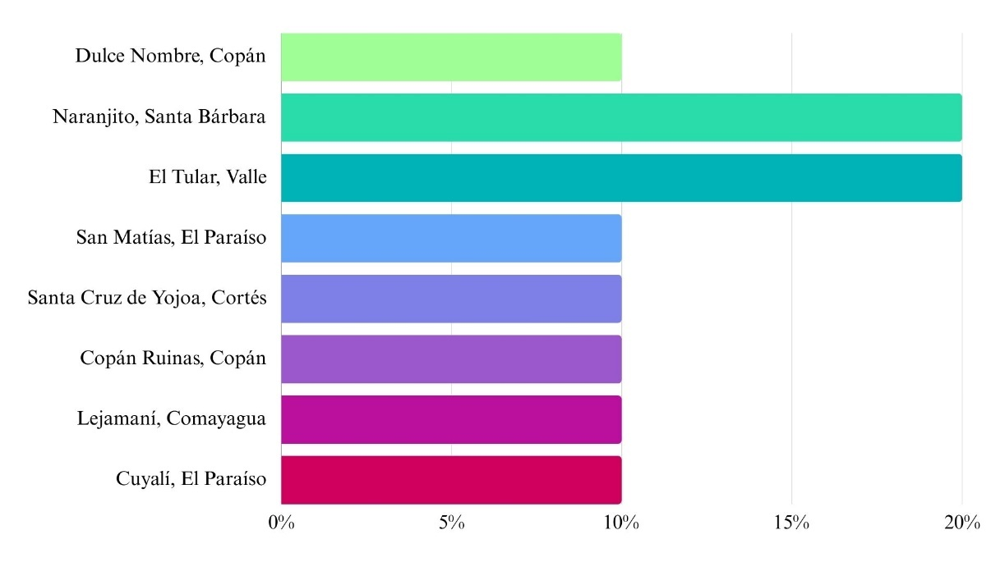 Dulce Nombre, Copán
Naranjito, Santa Bárbara
El Tular, Valle
San Matías, El Paraíso
Santa Cruz de Yojoa, Cortés
Copán Ruinas, Copán
Lejamaní, Comayagua
Cuyalí, El Paraíso
0% 5% 10% 15% 20%